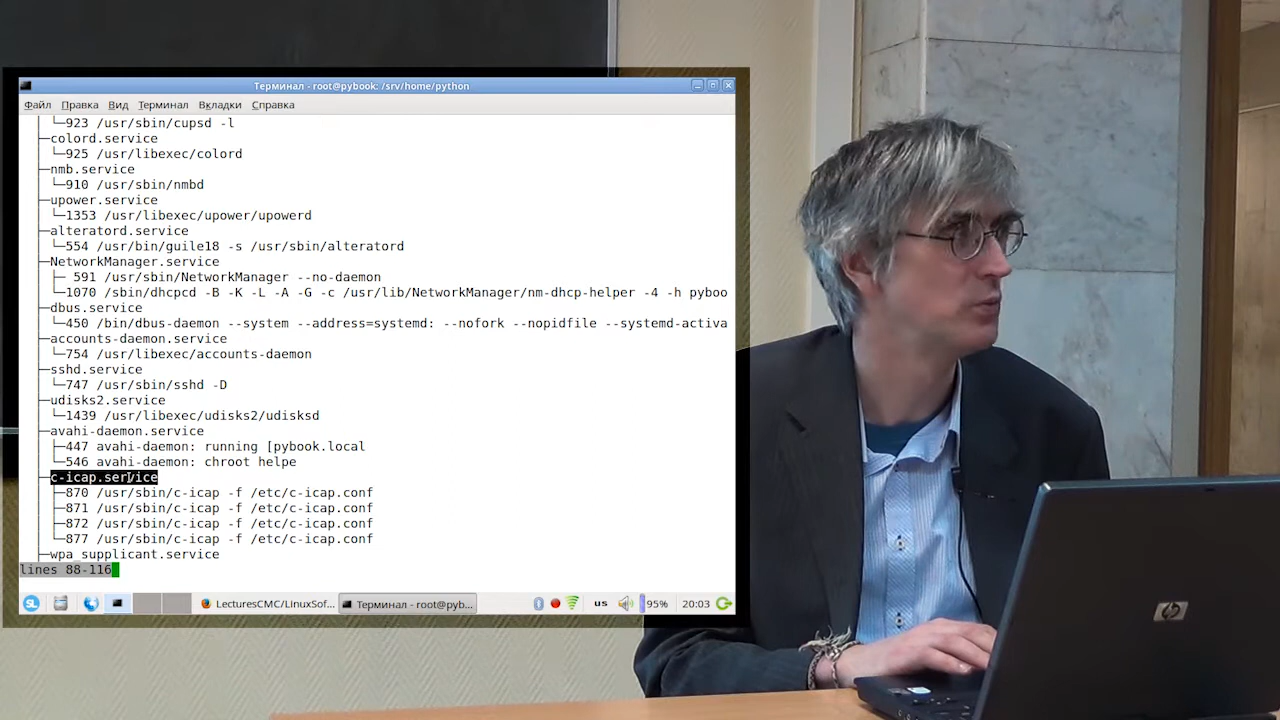 Терминал - root@pybook: /srv/home/python
Файл Правка Вид Терминал Вкладки Справка
└─923 /usr/sbin/cupsd -l
├─colord.service
└─925 /usr/libexec/colord
├─nmb.service
└─910 /usr/sbin/nmbd
├─upower.service
└─1353 /usr/libexec/upower/upowerd
├─alteratord.service
└─554 /usr/bin/guile18 -s /usr/sbin/alteratord
├─NetworkManager.service
├─ 591 /usr/sbin/NetworkManager --no-daemon
└─1070 /sbin/dhcpcd -B -K -L -A -G -c /usr/lib/NetworkManager/nm-dhcp-helper -4 -h pyboo
├─dbus.service
└─450 /bin/dbus-daemon --system --address=systemd: --nofork --nopidfile --systemd-activa
├─accounts-daemon.service
└─754 /usr/libexec/accounts-daemon
├─sshd.service
└─747 /usr/sbin/sshd -D
├─udisks2.service
└─1439 /usr/libexec/udisks2/udisksd
├─avahi-daemon.service
├─447 avahi-daemon: running [pybook.local
└─546 avahi-daemon: chroot helpe
├─c-icap.service
├─870 /usr/sbin/c-icap -f /etc/c-icap.conf
├─871 /usr/sbin/c-icap -f /etc/c-icap.conf
├─872 /usr/sbin/c-icap -f /etc/c-icap.conf
└─877 /usr/sbin/c-icap -f /etc/c-icap.conf
├─wpa_supplicant.service
lines 88-116
SL LecturesCMC/LinuxSof... Терминал - root@pyb... us 95% 20:03
hp